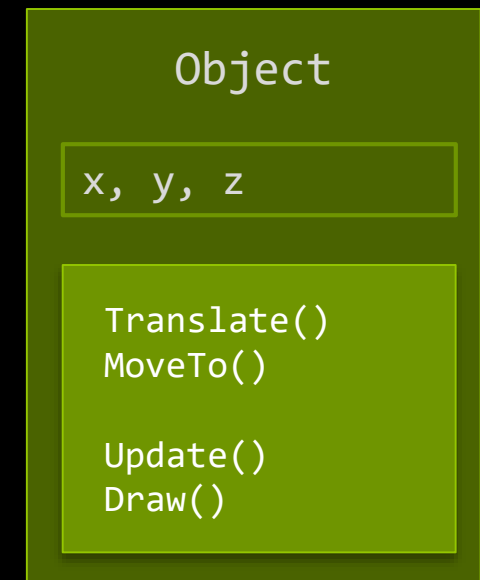 Object
x, y, z
Translate()
MoveTo()
Update()
Draw()